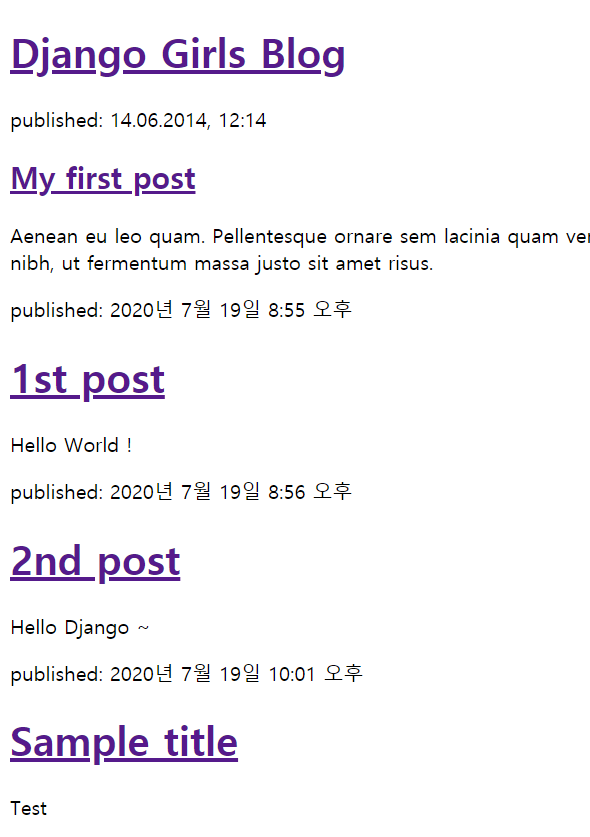 Django Girls Blog
published: 14.06.2014, 12:14
My first post
Aenean eu leo quam. Pellentesque ornare sem lacinia quam
nibh, ut fermentum massa justo sit amet risus.
published: 2020년 7월 19일 8:55 오후
1st post
Hello World !
published: 2020년 7월 19일 8:56 오후
2nd post
Hello Django ~
published: 2020년 7월 19일 10:01 오후
Sample title
Test